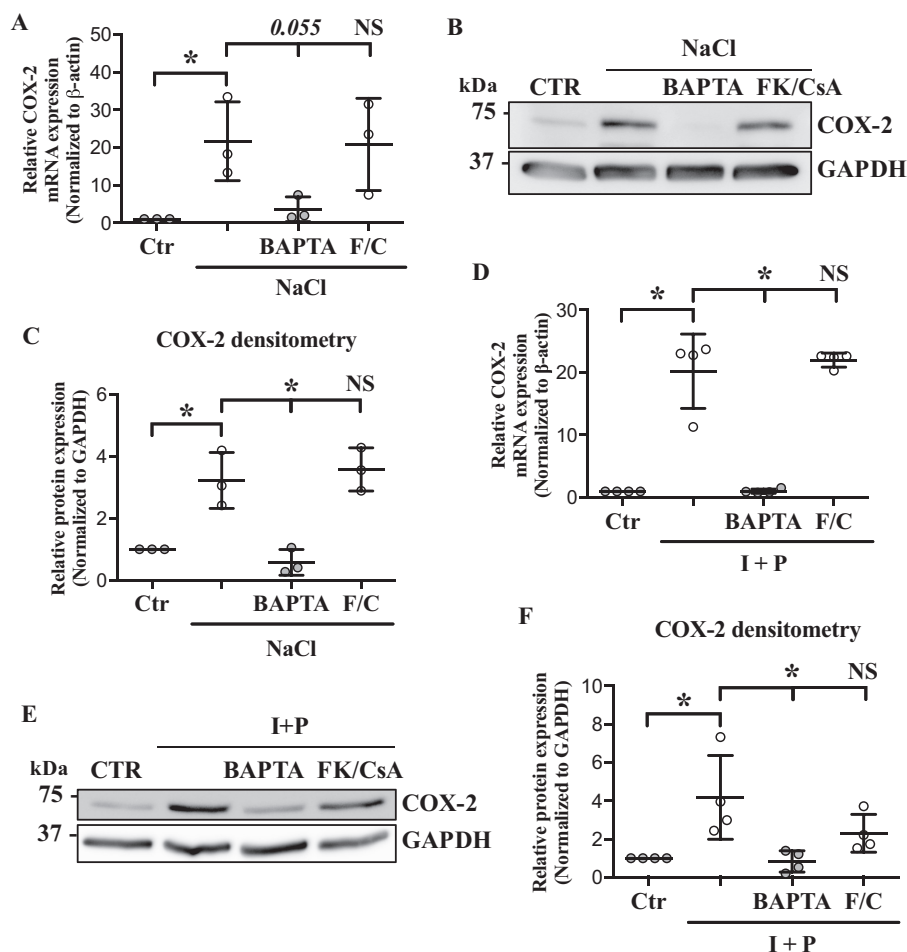 A
0.055
NS
*
Relative COX-2
mRNA expression
(Normalized to β-actin)
50
40
30
20
10
0
Ctr
BAPTA
F/C
NaCl
B
NaCl
kDa
CTR
BAPTA
FK/CsA
75
COX-2
37
GAPDH
C
COX-2 densitometry
*
NS
*
Relative protein expression
(Normalized to GAPDH)
6
4
2
0
Ctr
BAPTA
F/C
NaCl
D
*
NS
*
Relative COX-2
mRNA expression
(Normalized to β-actin)
30
20
10
0
Ctr
BAPTA
F/C
I + P
E
I+P
kDa
CTR
BAPTA
FK/CsA
75
COX-2
37
GAPDH
F
COX-2 densitometry
*
NS
*
Relative protein expression
(Normalized to GAPDH)
10
8
6
4
2
0
Ctr
BAPTA
F/C
I + P